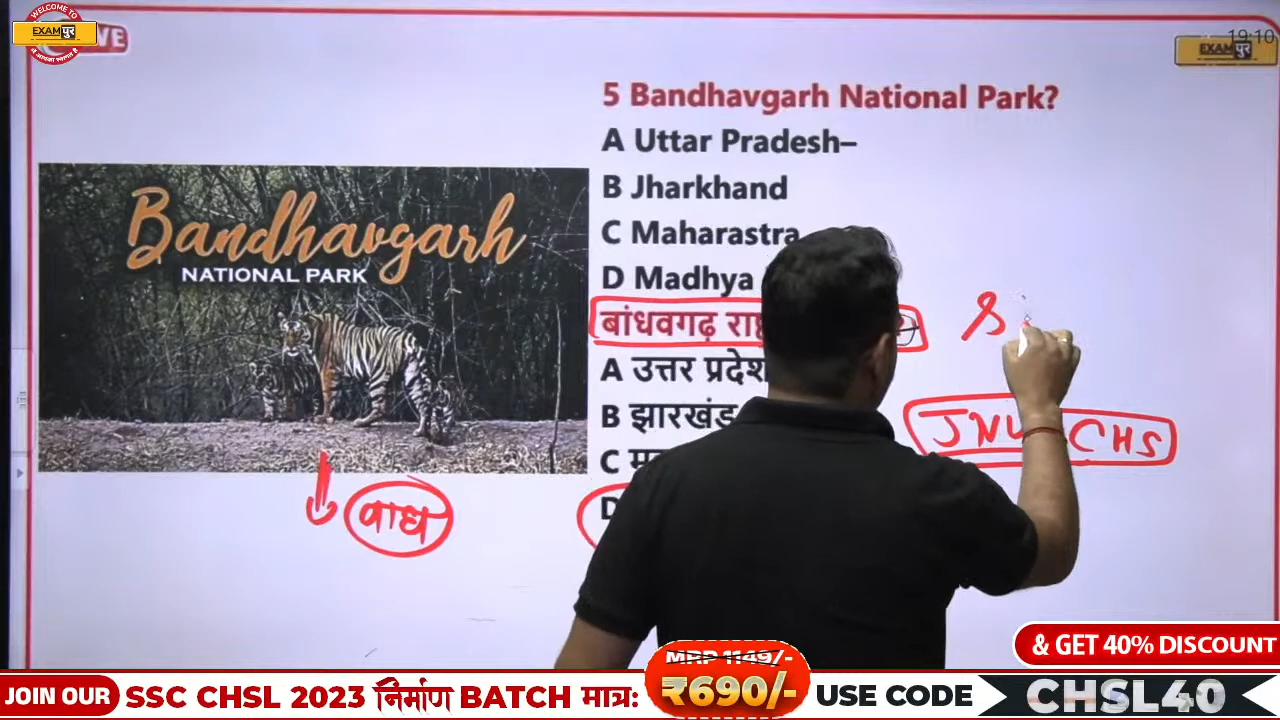 WELCOME TO
EXAMपुर
19:10
EXAMपुर
5 Bandhavgarh National Park?
A Uttar Pradesh–
B Jharkhand
C Maharastra
D Madhya
बांधवगढ़
A उत्तर प्रदेश
B झारखंड
C
D
Bandhavgarh
NATIONAL PARK
बाघ
JNV CHS
& GET 40% DISCOUNT
JOIN OUR
SSC CHSL 2023 निर्माण BATCH मात्र:
MRP 1149/-
₹690/-
USE CODE
CHSL40